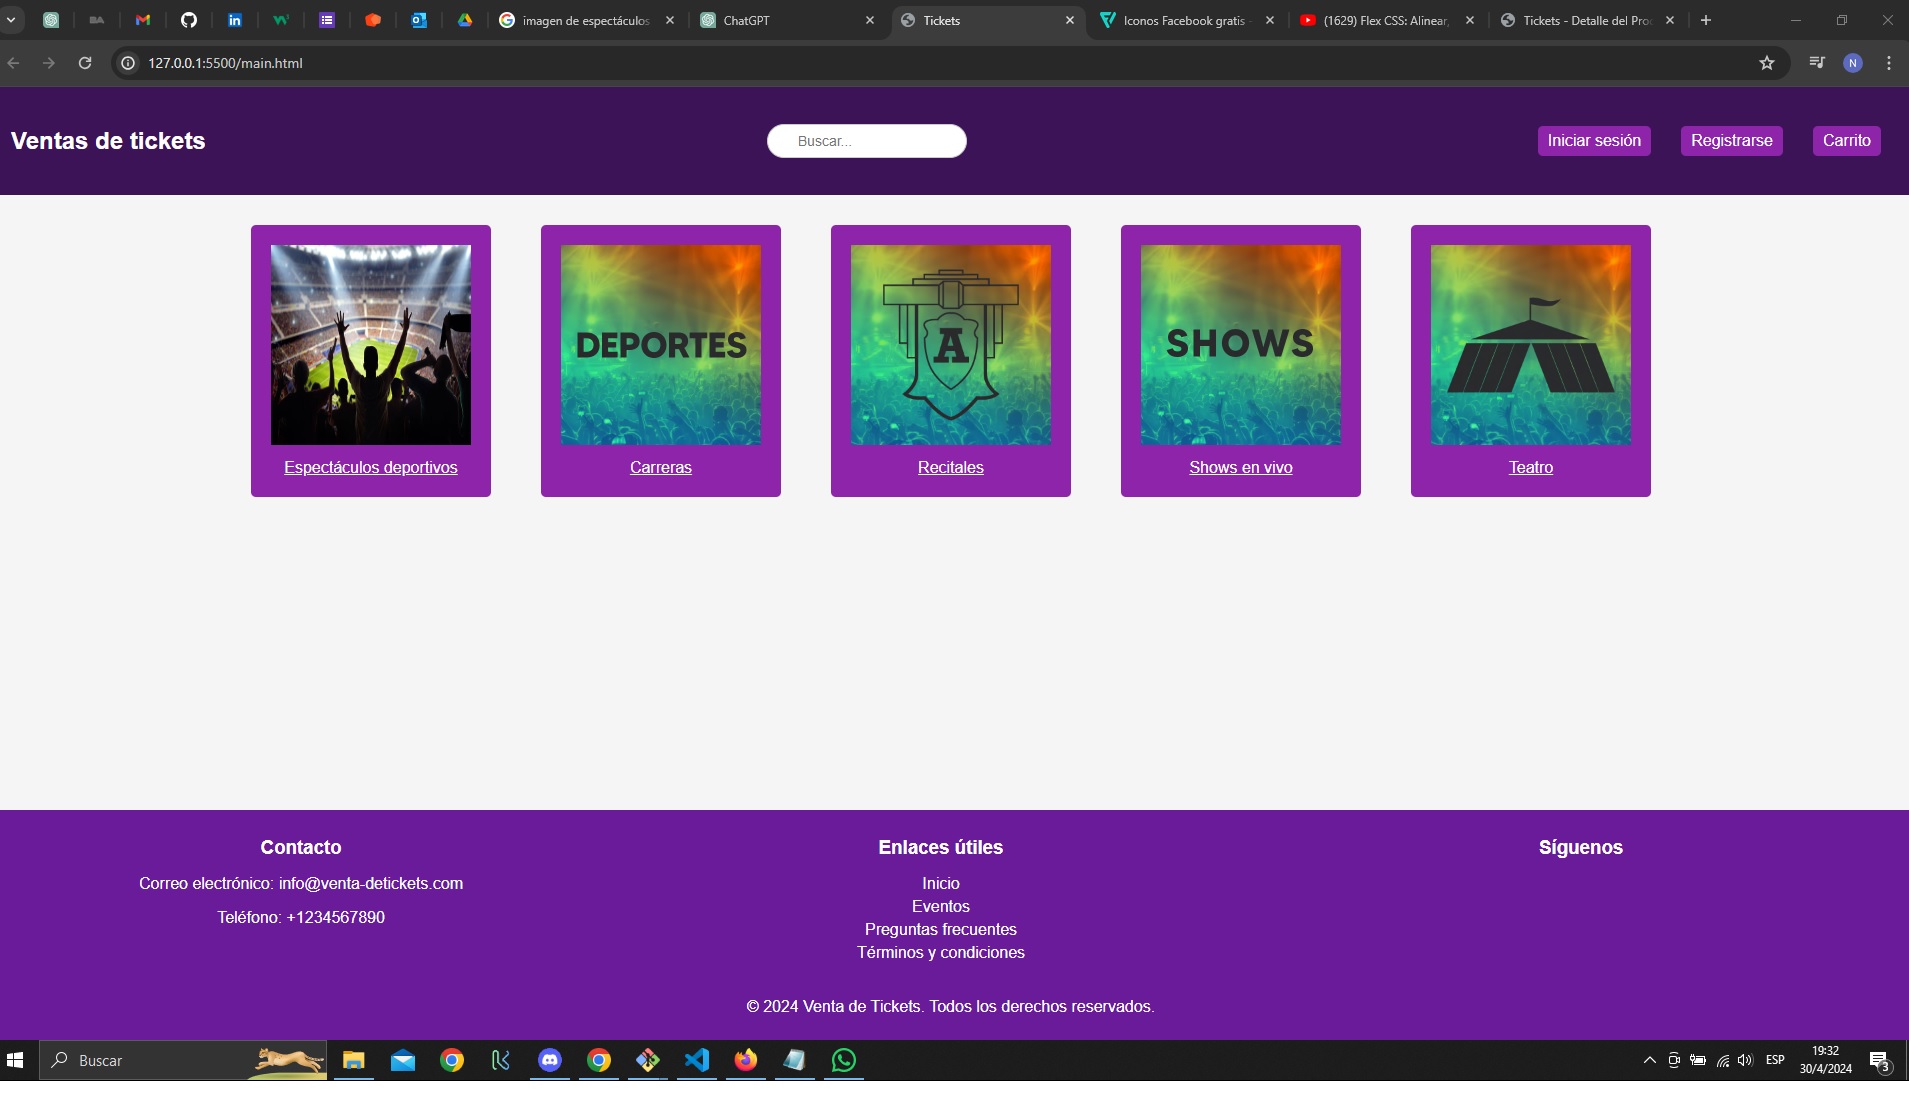 imagen de espectáculos
ChatGPT
Tickets
Iconos Facebook gratis
(1629) Flex CSS: Alinear,
Tickets - Detalle del Pro
127.0.0.1:5500/main.html
N
Ventas de tickets
Buscar...
Iniciar sesión
Registrarse
Carrito
DEPORTES
A
SHOWS
Espectáculos deportivos
Carreras
Recitales
Shows en vivo
Teatro
Contacto
Enlaces útiles
Síguenos
Correo electrónico: info@venta-detickets.com
Inicio
Teléfono: +1234567890
Eventos
Preguntas frecuentes
Términos y condiciones
© 2024 Venta de Tickets. Todos los derechos reservados.
Buscar
ESP
19:32
30/4/2024
3